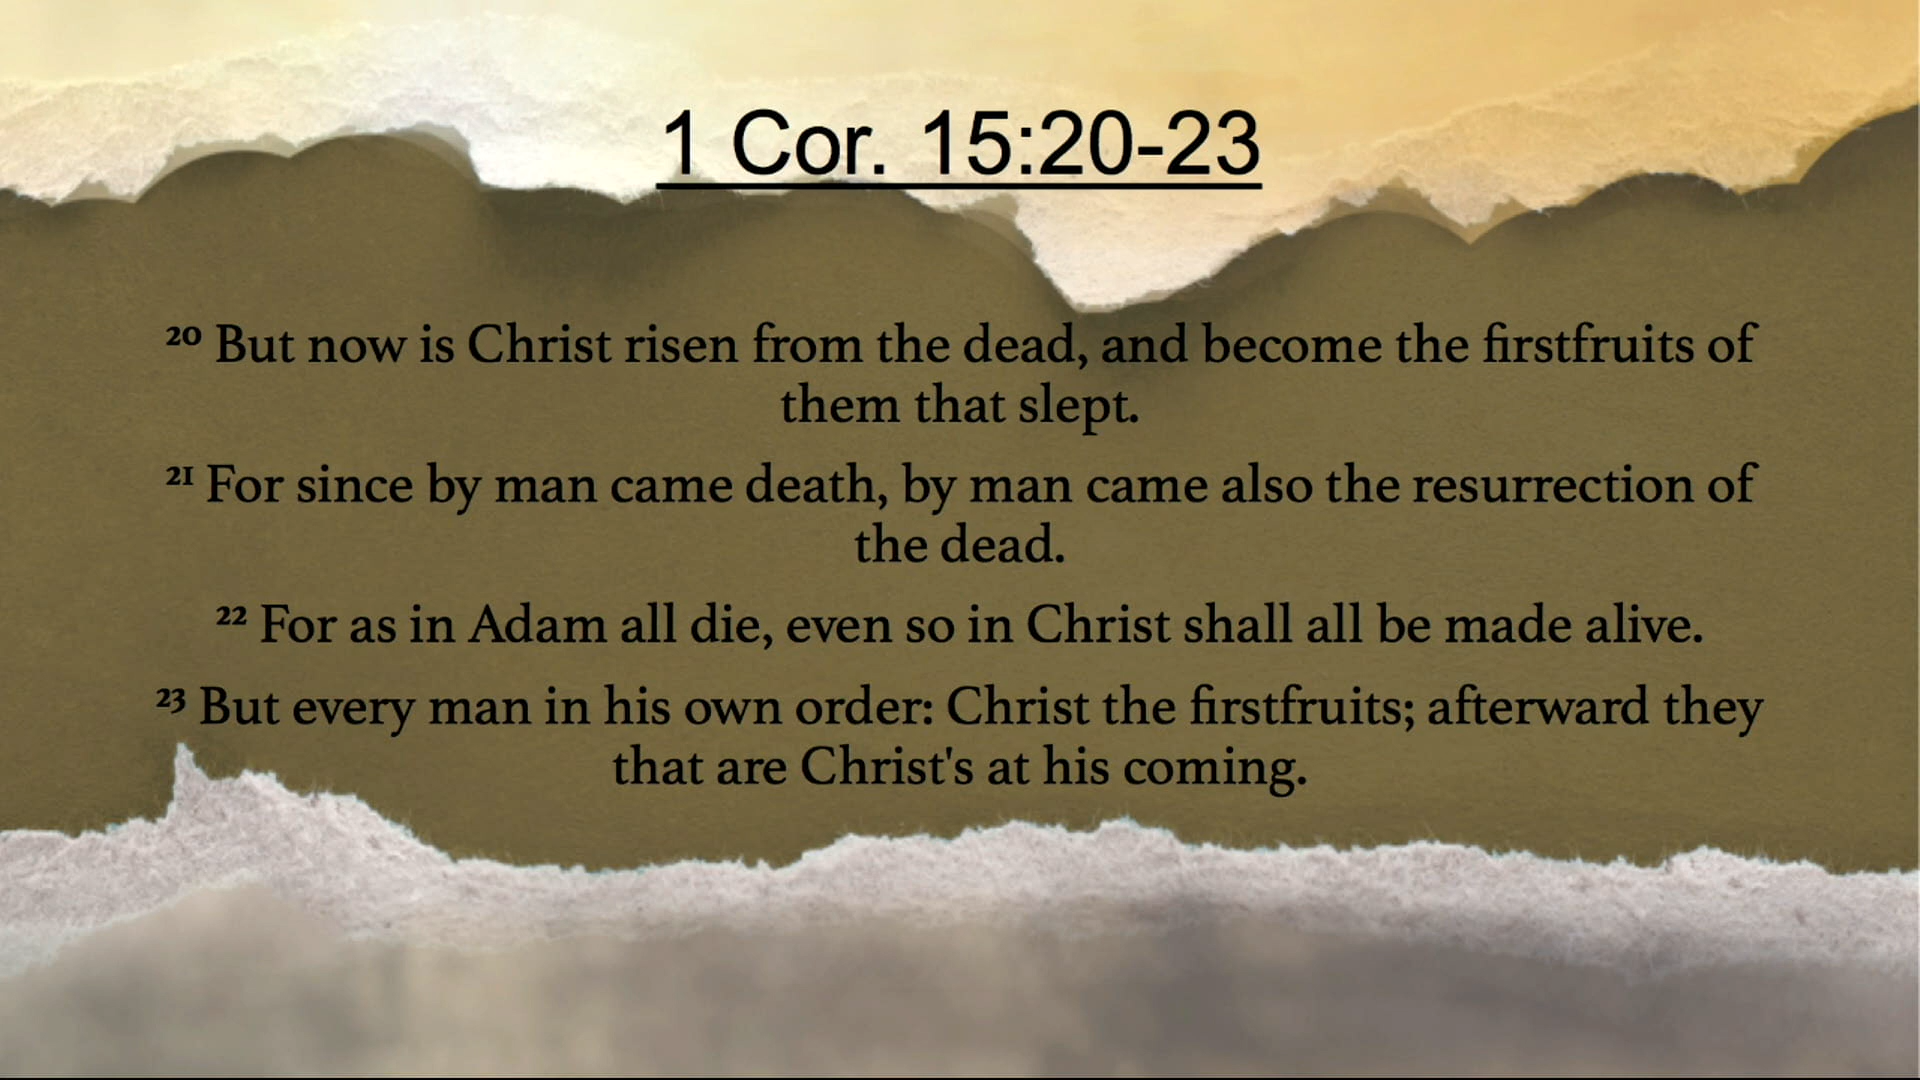 1 Cor. 15:20-23
20 But now is Christ risen from the dead, and become the firstfruits of
them that slept.
21 For since by man came death, by man came also the resurrection of
the dead.
22 For as in Adam all die, even so in Christ shall all be made alive.
23 But every man in his own order: Christ the firstfruits; afterward they
that are Christ's at his coming.